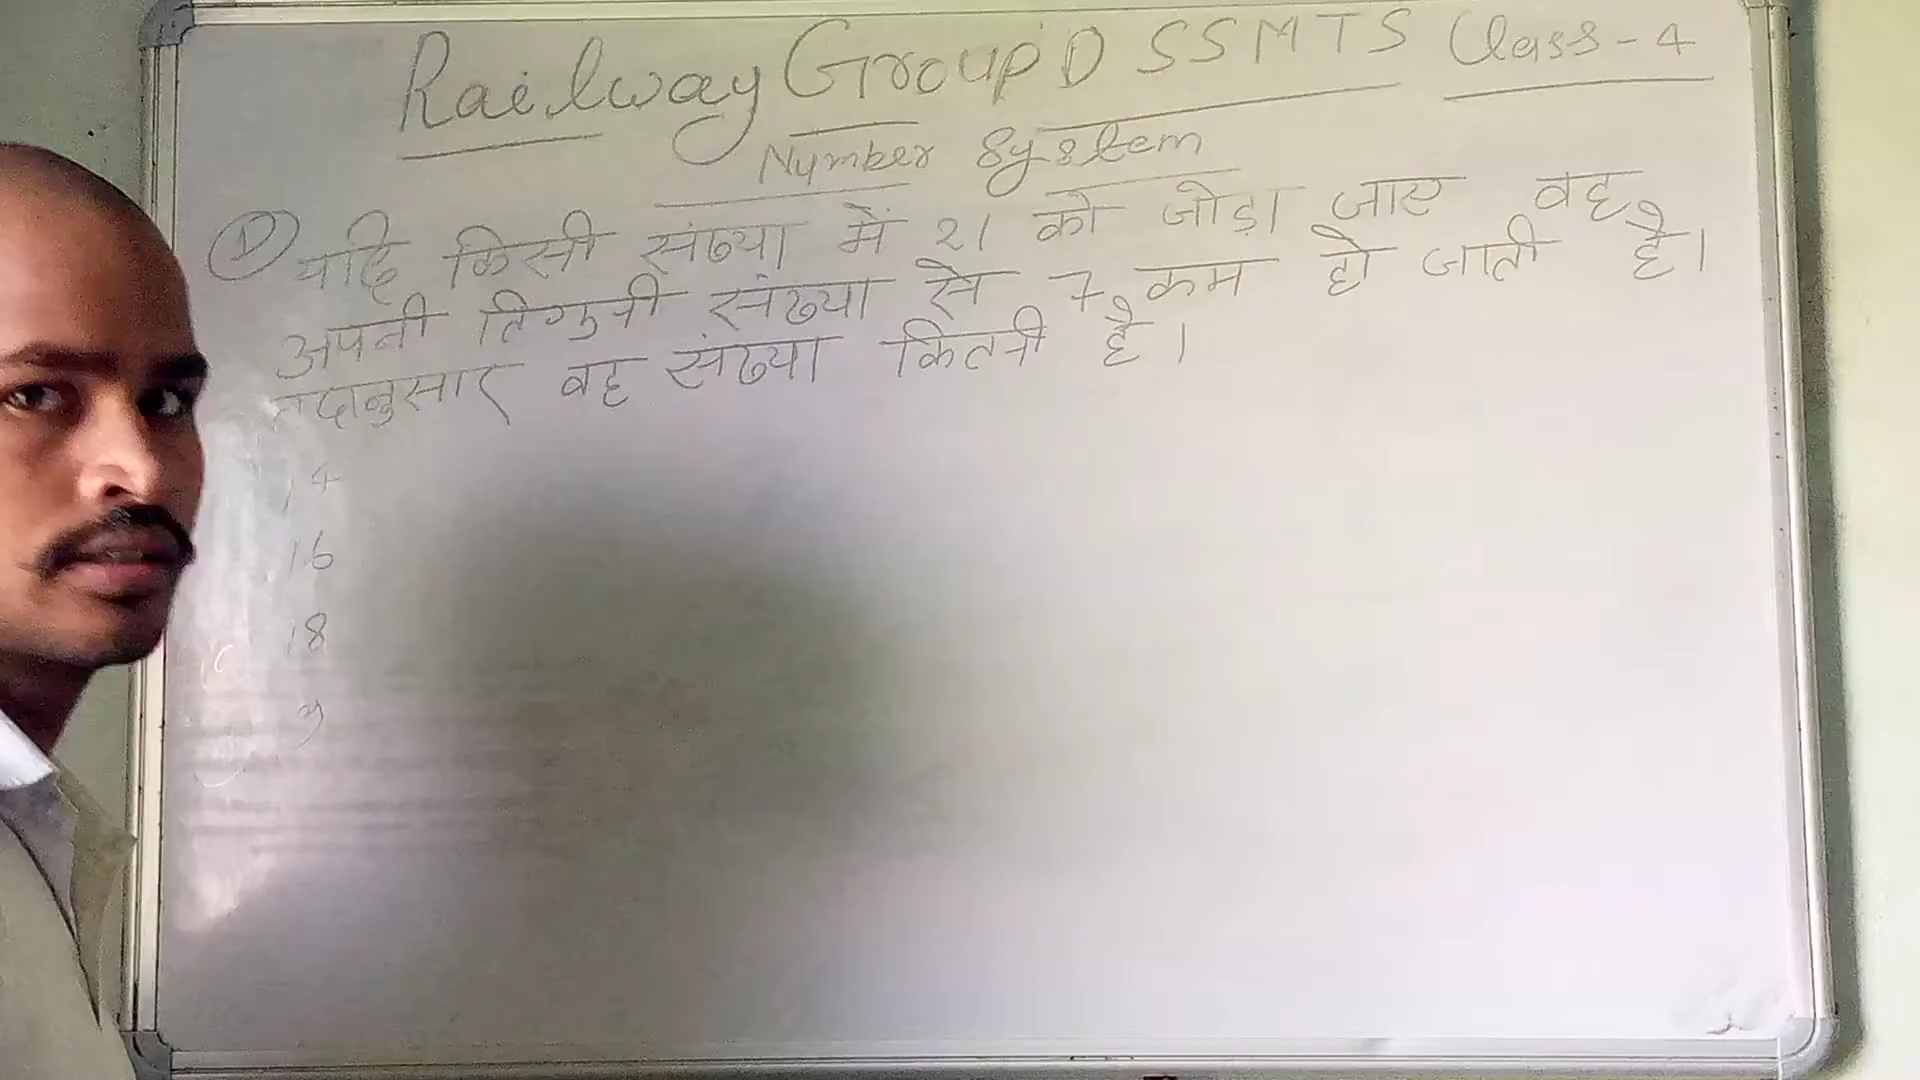 Railway Group'D SSMTS Class-4
Number System
① यदि किसी संख्या में 21 को जोड़ा जाए वह
अपनी तिगुनी संख्या से 7 कम हो जाती है।
तदानुसार वह संख्या कितनी है।
14
16
18